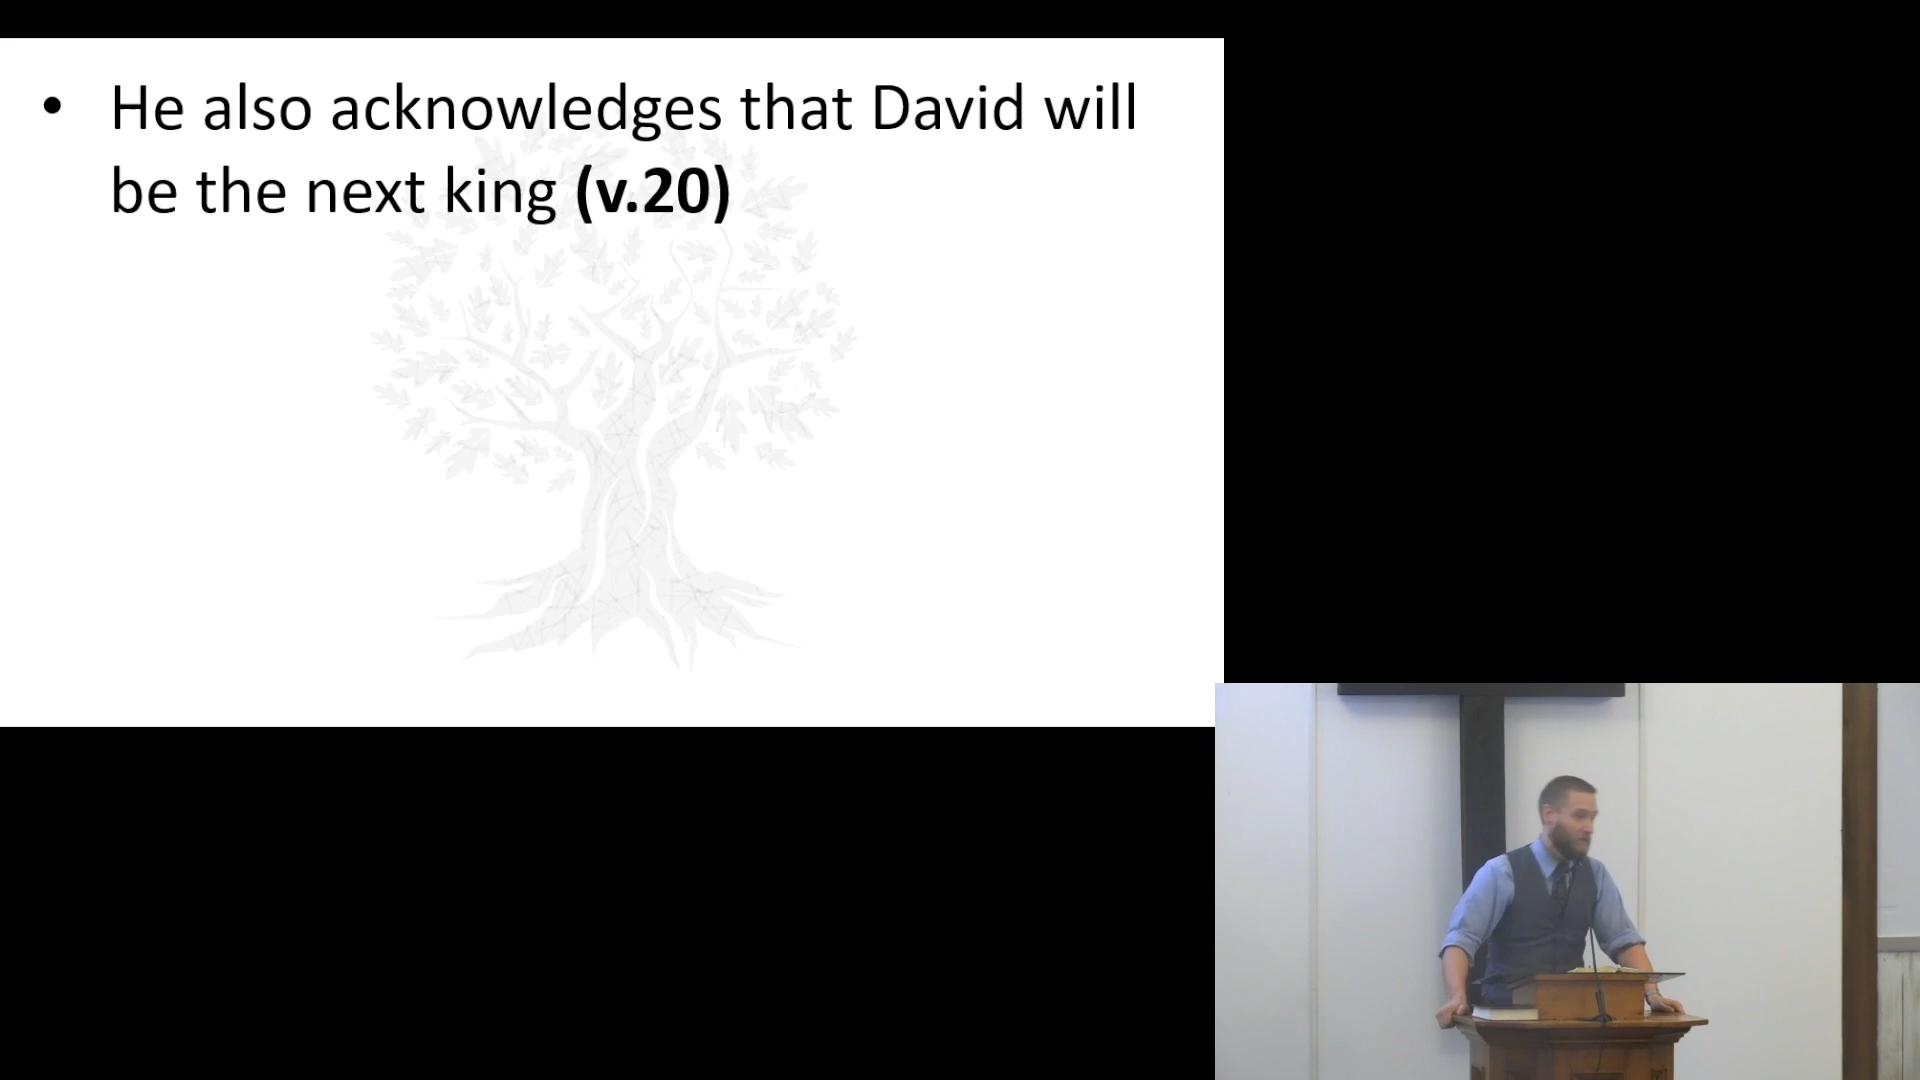 • He also acknowledges that David will
be the next king (v.20)